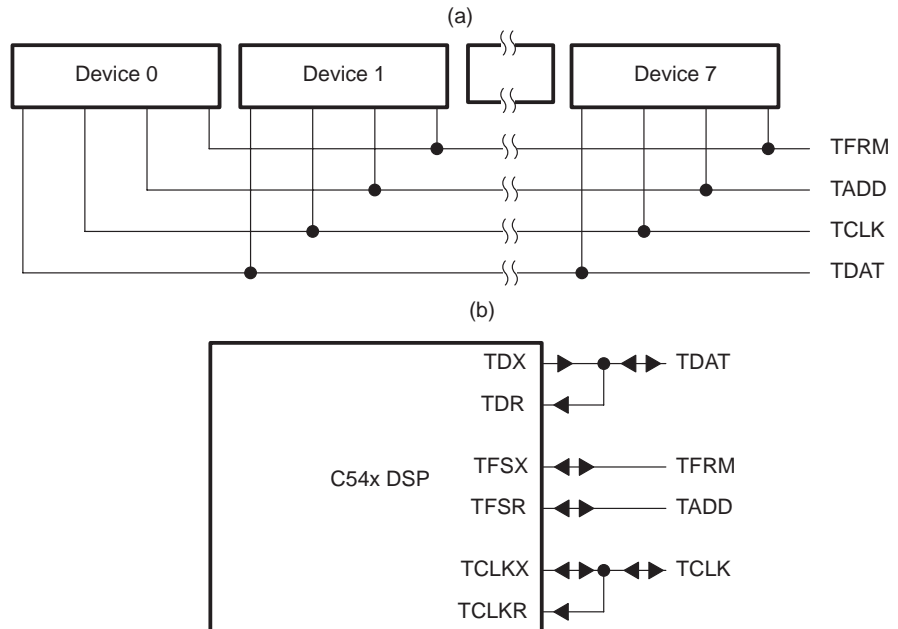 (a)
Device 0 Device 1 Device 7
TFRM
TADD
TCLK
TDAT
(b)
TDX TDAT
TDR
TFSX TFRM
C54x DSP
TFSR TADD
TCLKX TCLK
TCLKR